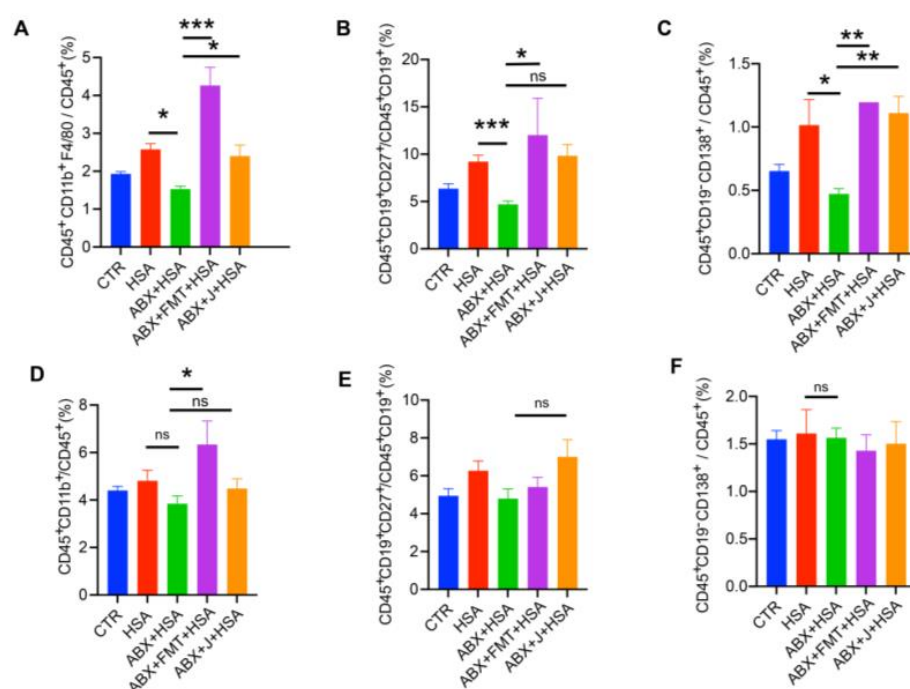 A
CD45⁺ CD11b⁺ F4/80 / CD45⁺ (%)
5
4
3
2
1
0
***
*
*
CTR
HSA
ABX+HSA
ABX+FMT+HSA
ABX+J+HSA
B
CD45⁺CD19⁺CD27⁺/CD45⁺CD19⁺
20
15
10
5
0
*
ns
***
CTR
HSA
ABX+HSA
ABX+FMT+HSA
ABX+J+HSA
C
CD45⁺CD19⁻CD138⁺ / CD45⁺ (%)
1.5
1.0
0.5
0.0
**
**
*
CTR
HSA
ABX+HSA
ABX+FMT+HSA
ABX+J+HSA
D
CD45⁺CD11b⁺/CD45⁺(%)
8
6
4
2
0
*
ns
ns
CTR
HSA
ABX+HSA
ABX+FMT+HSA
ABX+J+HSA
E
CD45⁺CD19⁺CD27⁺/CD45⁺CD19⁺ (%)
10
8
6
4
2
0
ns
CTR
HSA
ABX+HSA
ABX+FMT+HSA
ABX+J+HSA
F
CD45⁺CD19⁻CD138⁺ / CD45⁺ (%)
2.0
1.5
1.0
0.5
0.0
ns
CTR
HSA
ABX+HSA
ABX+FMT+HSA
ABX+J+HSA